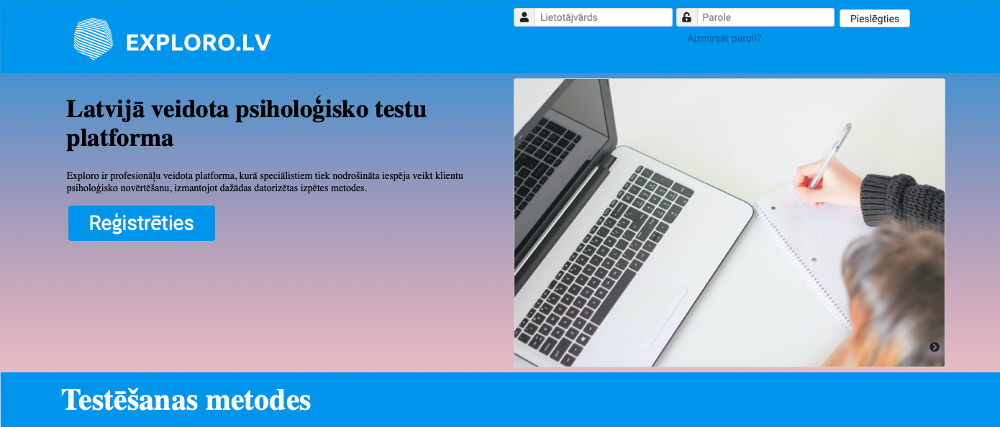 EXPLORO.LV
Lietotājvārds
Parole
Pieslēgties
Aizmirsāt paroli?
Latvijā veidota psiholoģisko testu
platforma
Exploro ir profesionāļu veidota platforma, kurā speciālistiem tiek nodrošināta iespēja veikt klientu
psiholoģisko novērtēšanu, izmantojot dažādas datorizētas izpētes metodes.
Reģistrēties
Testēšanas metodes